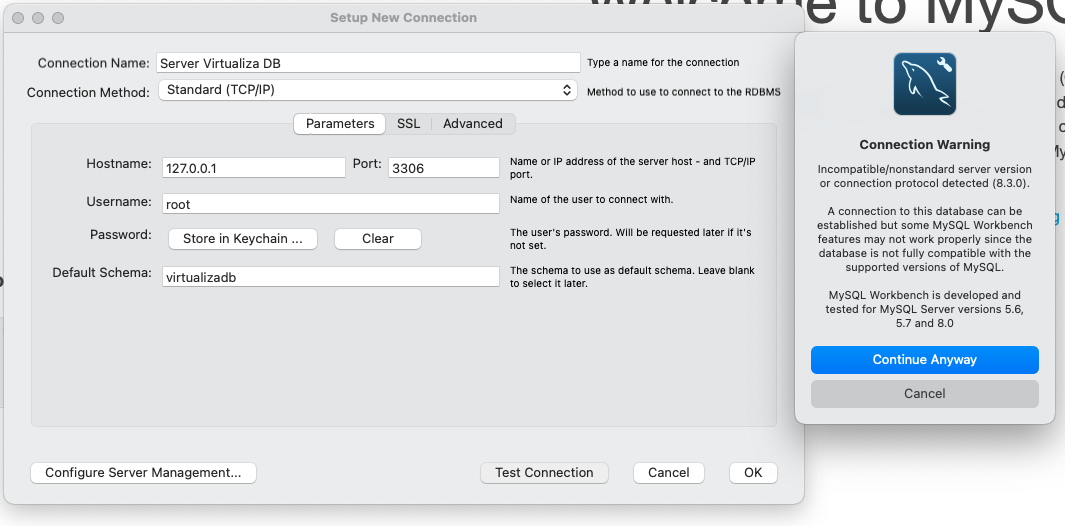 Welcome to MySQ
Setup New Connection
Connection Name: Server Virtualiza DB Type a name for the connection
Connection Method: Standard (TCP/IP) Method to use to connect to the RDBMS
Parameters SSL Advanced
Hostname: 127.0.0.1 Port: 3306 Name or IP address of the server host - and TCP/IP
port.
Username: root Name of the user to connect with.
Password: Store in Keychain ... Clear The user's password. Will be requested later if it's
not set.
Default Schema: virtualizadb The schema to use as default schema. Leave blank
to select it later.
Configure Server Management... Test Connection Cancel OK
Connection Warning
Incompatible/nonstandard server version
or connection protocol detected (8.3.0).
A connection to this database can be
established but some MySQL Workbench
features may not work properly since the
database is not fully compatible with the
supported versions of MySQL.
MySQL Workbench is developed and
tested for MySQL Server versions 5.6,
5.7 and 8.0
Continue Anyway
Cancel